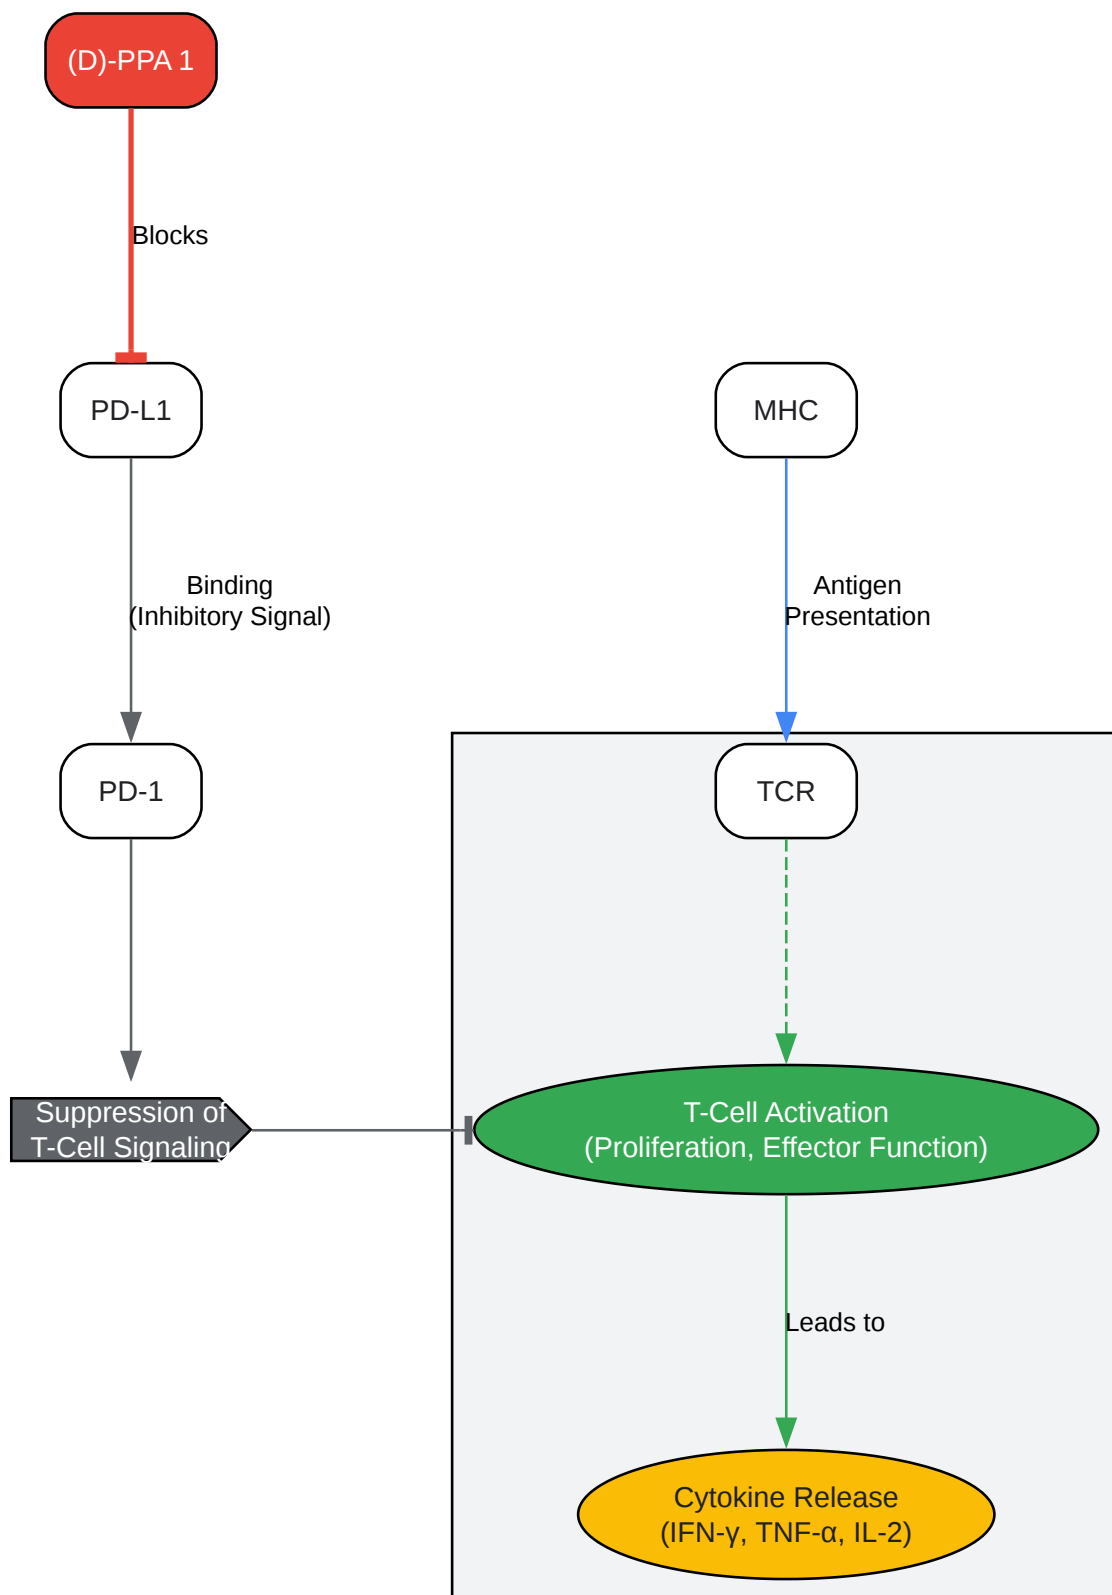 (D)-PPA 1
Blocks
PD-L1
MHC
Binding
(Inhibitory Signal)
Antigen
Presentation
PD-1
TCR
Suppression of
T-Cell Signaling
T-Cell Activation
(Proliferation, Effector Function)
Leads to
Cytokine Release
(IFN-γ, TNF-α, IL-2)